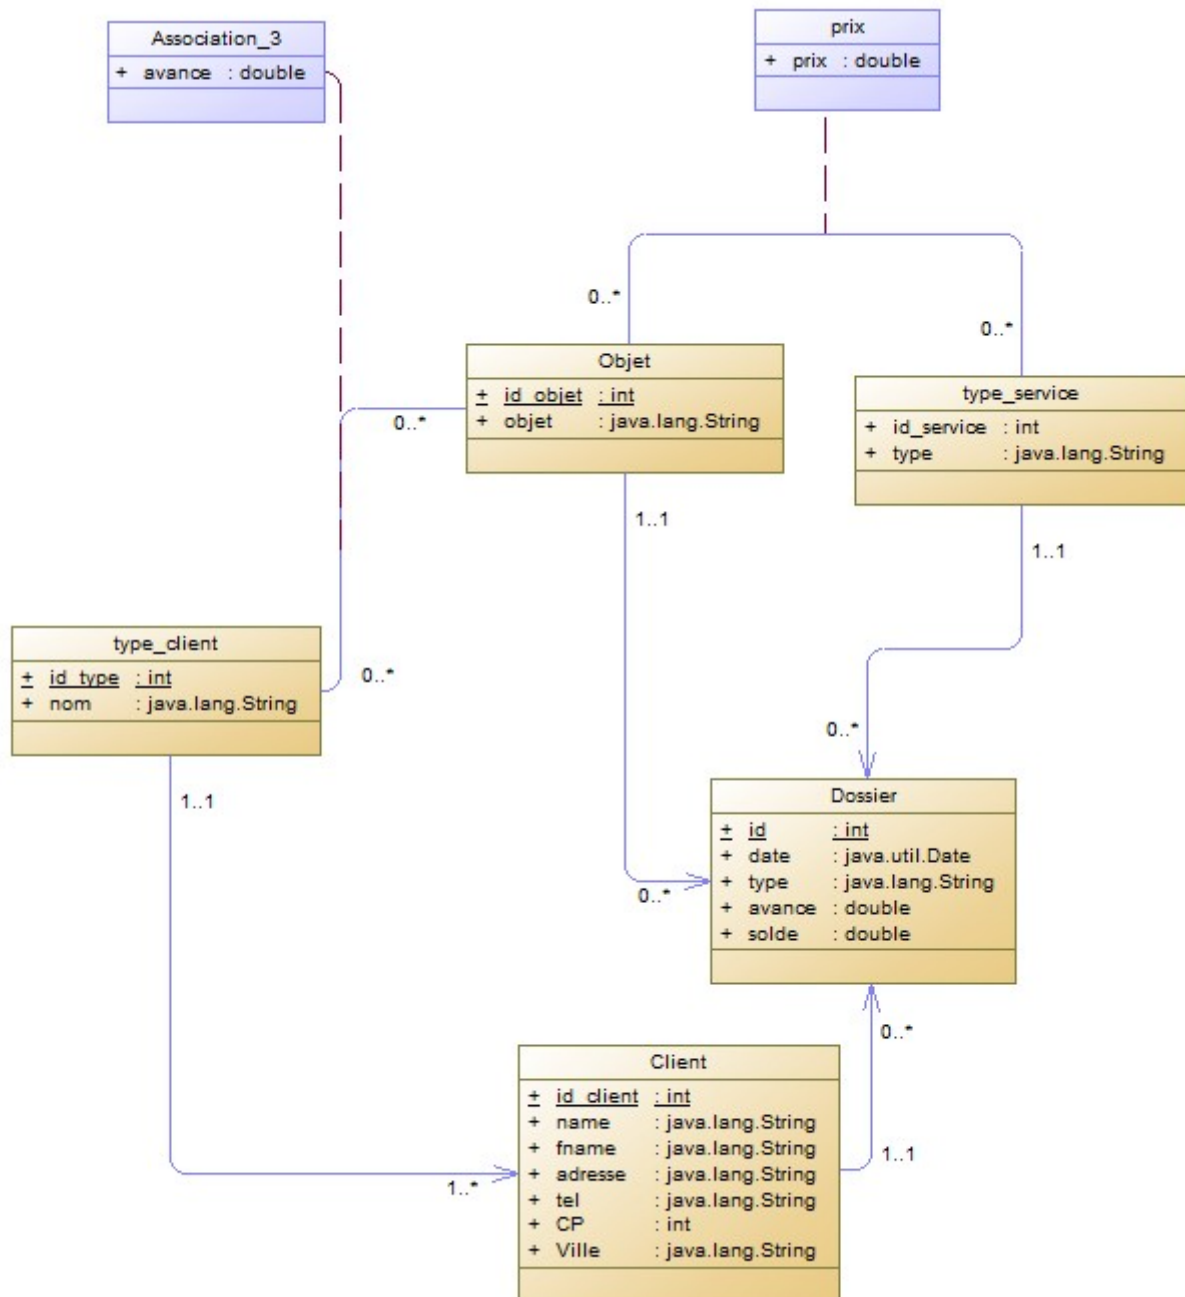 Association_3
+ avance : double
prix
+ prix : double
0..*
0..*
Objet
+ id_objet : int
+ objet : java.lang.String
type_service
+ id_service : int
+ type : java.lang.String
0..*
1..1
1..1
type_client
+ id_type : int
+ nom : java.lang.String
0..*
0..*
1..1
Dossier
+ id : int
+ date : java.util.Date
+ type : java.lang.String
+ avance : double
+ solde : double
0..*
0..*
Client
+ id_client : int
+ name : java.lang.String
+ fname : java.lang.String
+ adresse : java.lang.String
+ tel : java.lang.String
+ CP : int
+ Ville : java.lang.String
1..1
1..*